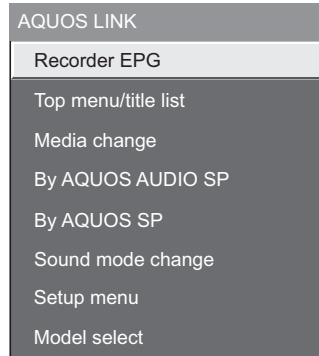 AQUOS LINK
Recorder EPG
Top menu/title list
Media change
By AQUOS AUDIO SP
By AQUOS SP
Sound mode change
Setup menu
Model select